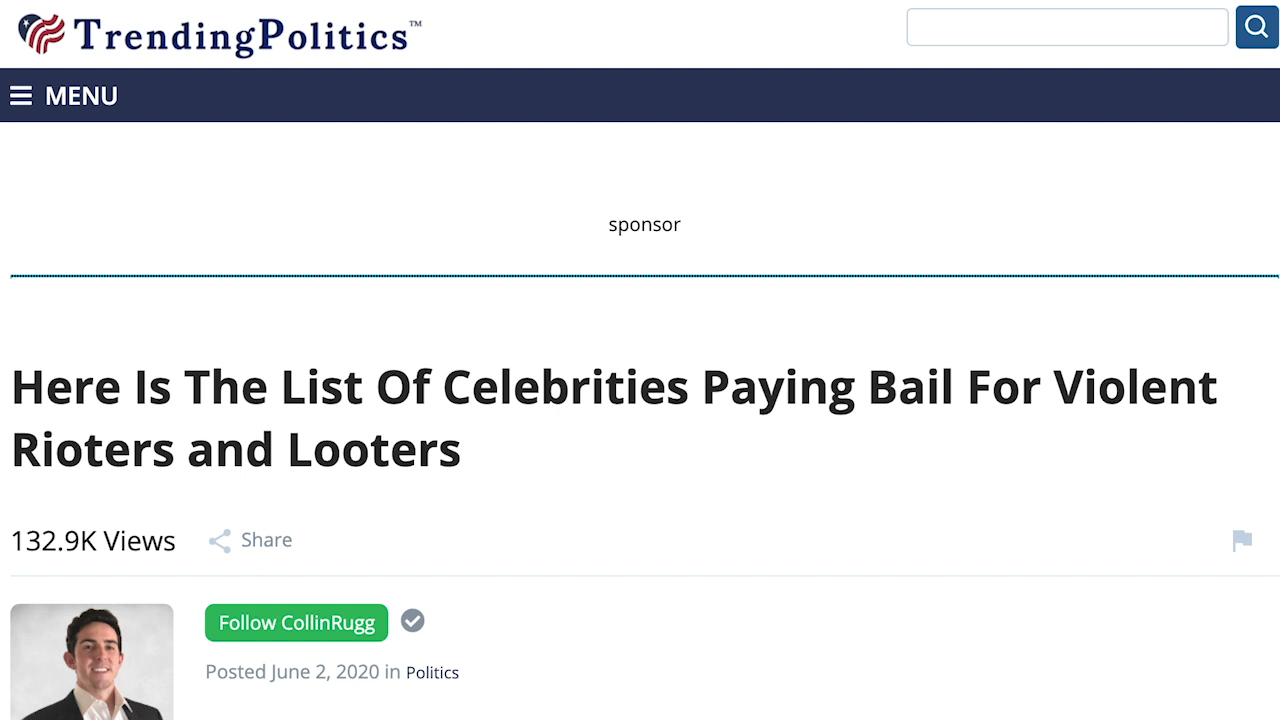 TrendingPolitics™
MENU
sponsor
Here Is The List Of Celebrities Paying Bail For Violent
Rioters and Looters
132.9K Views Share
Follow CollinRugg
Posted June 2, 2020 in Politics